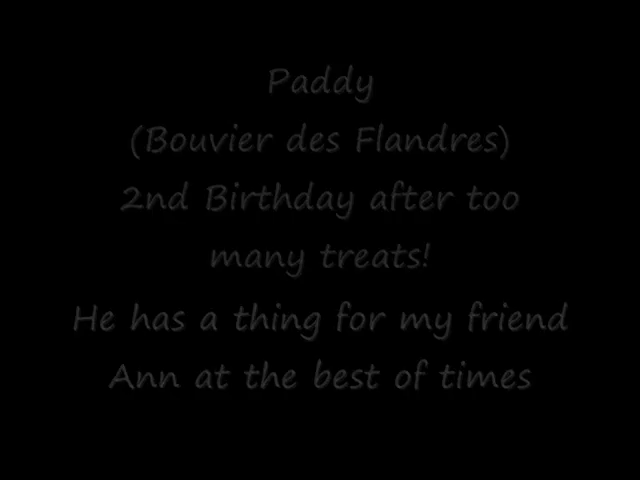 Paddy
(Bouvier des Flandres)
2nd Birthday after too
many treats!
He has a thing for my friend
Ann at the best of times